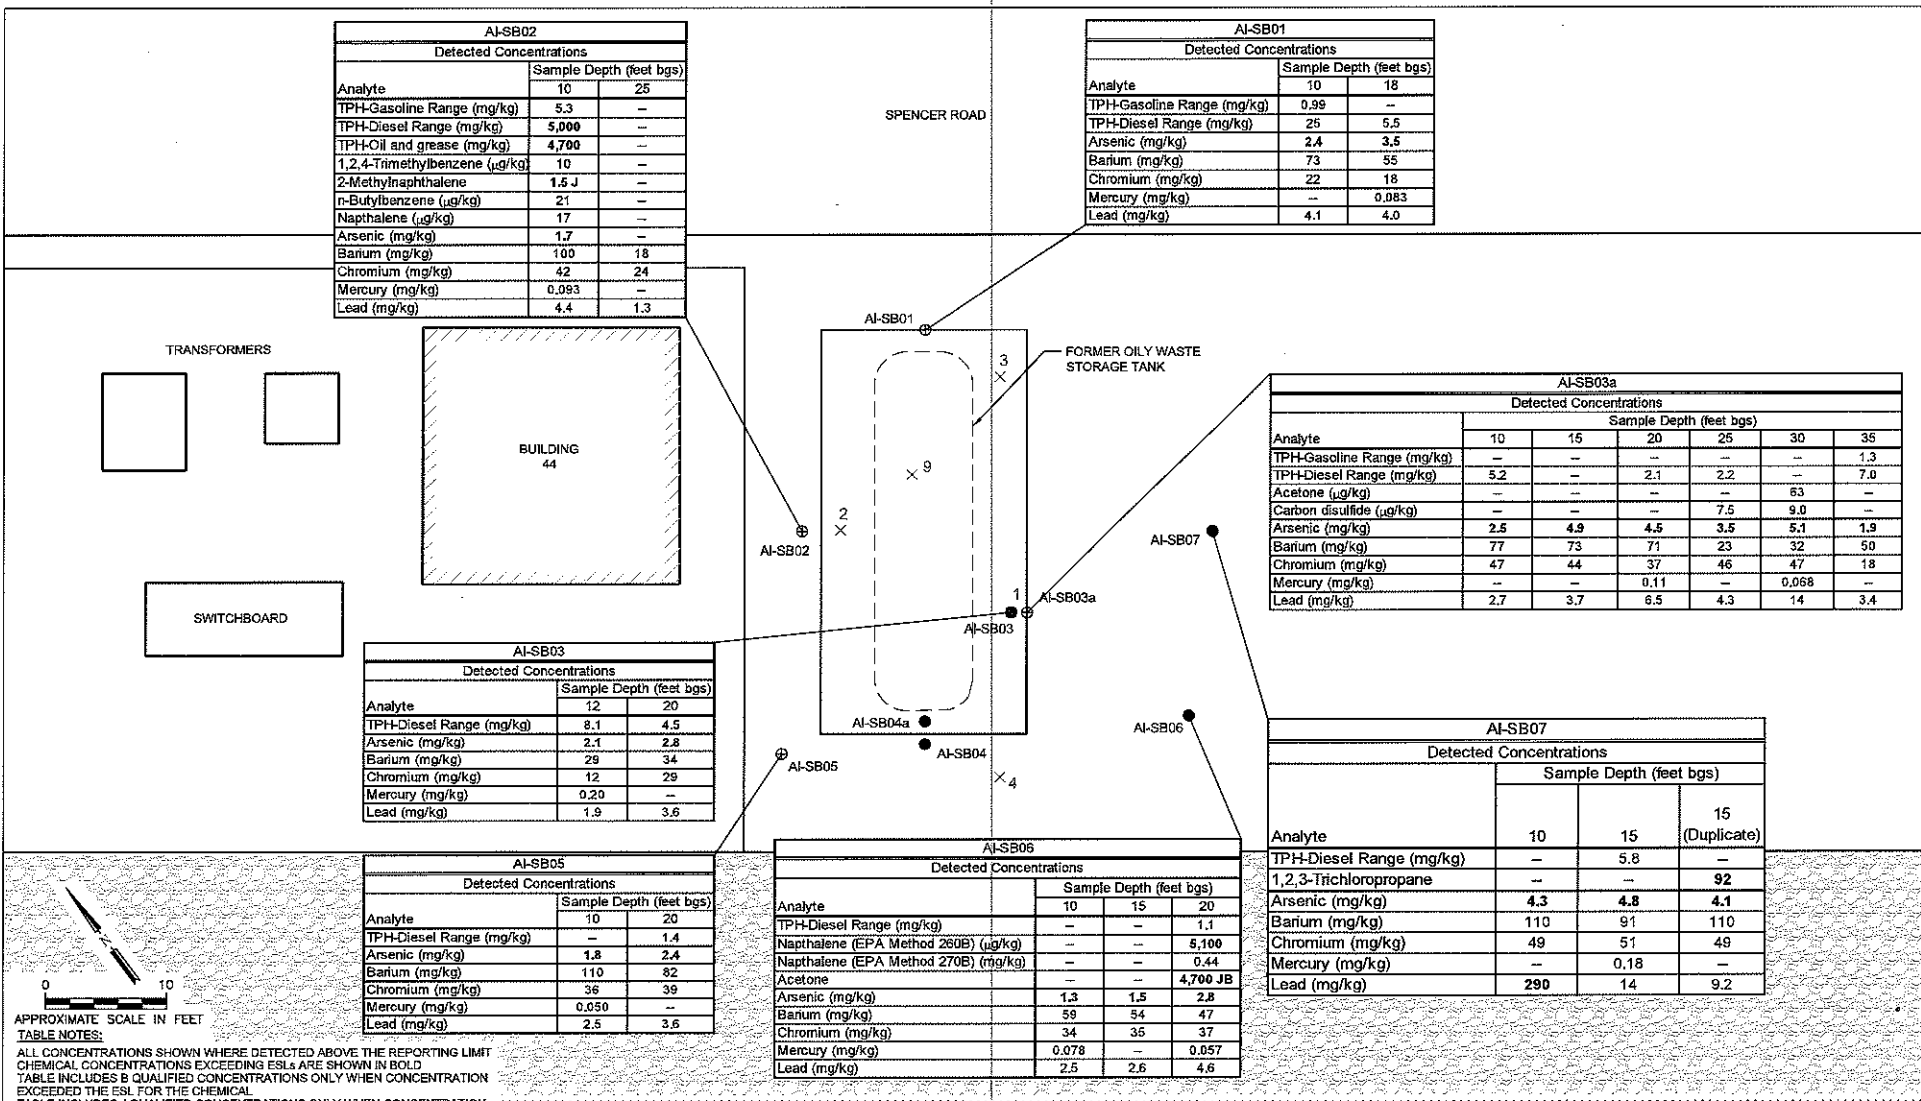 AI-SB02
Detected Concentrations
Sample Depth (feet bgs)
Analyte 10 25
TPH-Gasoline Range (mg/kg) 5.3 –
TPH-Diesel Range (mg/kg) 5,000 –
TPH-Oil and grease (mg/kg) 4,700 –
1,2,4-Trimethylbenzene (µg/kg) 10 –
2-Methylnaphthalene 1.5 J –
n-Butylbenzene (µg/kg) 21 –
Napthalene (µg/kg) 17 –
Arsenic (mg/kg) 1.7 –
Barium (mg/kg) 100 18
Chromium (mg/kg) 42 24
Mercury (mg/kg) 0.093 –
Lead (mg/kg) 4.4 1.3
SPENCER ROAD
AI-SB01
Detected Concentrations
Sample Depth (feet bgs)
Analyte 10 18
TPH-Gasoline Range (mg/kg) 0.99 –
TPH-Diesel Range (mg/kg) 25 5.5
Arsenic (mg/kg) 2.4 3.5
Barium (mg/kg) 73 55
Chromium (mg/kg) 22 18
Mercury (mg/kg) – 0.083
Lead (mg/kg) 4.1 4.0
TRANSFORMERS
BUILDING
44
SWITCHBOARD
AI-SB01
3
FORMER OILY WASTE
STORAGE TANK
9
2
AI-SB02
1
AI-SB03a
AI-SB03
AI-SB07
AI-SB06
AI-SB04a
AI-SB04
AI-SB05
4
AI-SB03a
Detected Concentrations
Sample Depth (feet bgs)
Analyte 10 15 20 25 30 35
TPH-Gasoline Range (mg/kg) – – – – – 1.3
TPH-Diesel Range (mg/kg) 5.2 – 2.1 2.2 – 7.0
Acetone (µg/kg) – – – – 63 –
Carbon disulfide (µg/kg) – – – 7.5 9.0 –
Arsenic (mg/kg) 2.5 4.9 4.5 3.5 5.1 1.9
Barium (mg/kg) 77 73 71 23 32 50
Chromium (mg/kg) 47 44 37 46 47 18
Mercury (mg/kg) – – 0.11 – 0.068 –
Lead (mg/kg) 2.7 3.7 6.5 4.3 14 3.4
AI-SB03
Detected Concentrations
Sample Depth (feet bgs)
Analyte 12 20
TPH-Diesel Range (mg/kg) 8.1 4.5
Arsenic (mg/kg) 2.1 2.8
Barium (mg/kg) 29 34
Chromium (mg/kg) 12 29
Mercury (mg/kg) 0.20 –
Lead (mg/kg) 1.9 3.6
AI-SB07
Detected Concentrations
Sample Depth (feet bgs)
15
Analyte 10 15 (Duplicate)
TPH-Diesel Range (mg/kg) – 5.8 –
1,2,3-Trichloropropane – – 92
Arsenic (mg/kg) 4.3 4.8 4.1
Barium (mg/kg) 110 91 110
Chromium (mg/kg) 49 51 49
Mercury (mg/kg) – 0.18 –
Lead (mg/kg) 290 14 9.2
AI-SB05
Detected Concentrations
Sample Depth (feet bgs)
Analyte 10 20
TPH-Diesel Range (mg/kg) – 1.4
Arsenic (mg/kg) 1.8 2.4
Barium (mg/kg) 110 82
Chromium (mg/kg) 36 39
Mercury (mg/kg) 0.050 –
Lead (mg/kg) 2.5 3.6
AI-SB06
Detected Concentrations
Sample Depth (feet bgs)
Analyte 10 15 20
TPH-Diesel Range (mg/kg) – – 1.1
Napthalene (EPA Method 260B) (µg/kg) – – 5,100
Napthalene (EPA Method 270B) (mg/kg) – – 0.44
Acetone – – 4,700 JB
Arsenic (mg/kg) 1.3 1.5 2.8
Barium (mg/kg) 59 54 47
Chromium (mg/kg) 34 35 37
Mercury (mg/kg) 0.078 – 0.057
Lead (mg/kg) 2.5 2.6 4.6
N
0 10
APPROXIMATE SCALE IN FEET
TABLE NOTES:
ALL CONCENTRATIONS SHOWN WHERE DETECTED ABOVE THE REPORTING LIMIT
CHEMICAL CONCENTRATIONS EXCEEDING ESLs ARE SHOWN IN BOLD
TABLE INCLUDES B QUALIFIED CONCENTRATIONS ONLY WHEN CONCENTRATION
EXCEEDED THE ESL FOR THE CHEMICAL
TABLE INCLUDES J QUALIFIED CONCENTRATIONS ONLY WHEN CONCENTRATION